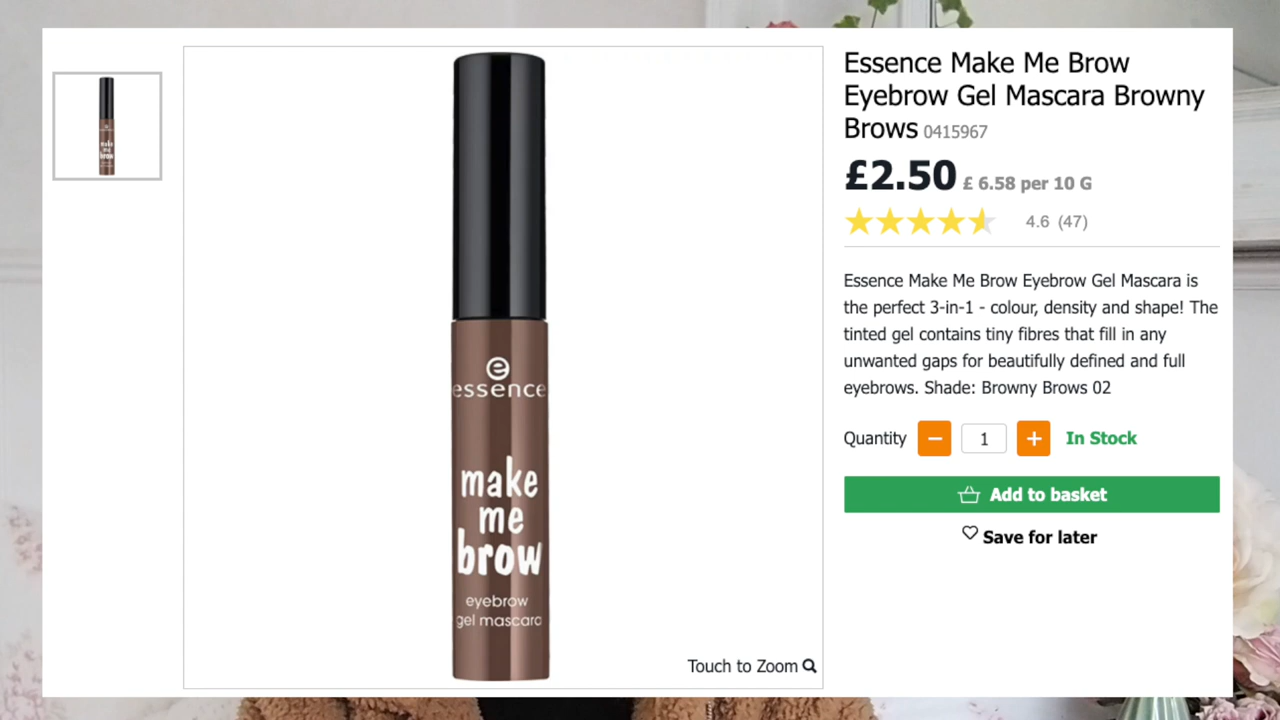 make
me
brow
essence
make
me
brow
eyebrow
gel mascara
Touch to Zoom
Essence Make Me Brow
Eyebrow Gel Mascara Browny
Brows 0415967
£2.50 £ 6.58 per 10 G
4.6 (47)
Essence Make Me Brow Eyebrow Gel Mascara is
the perfect 3-in-1 - colour, density and shape! The
tinted gel contains tiny fibres that fill in any
unwanted gaps for beautifully defined and full
eyebrows. Shade: Browny Brows 02
Quantity − 1 + In Stock
Add to basket
Save for later